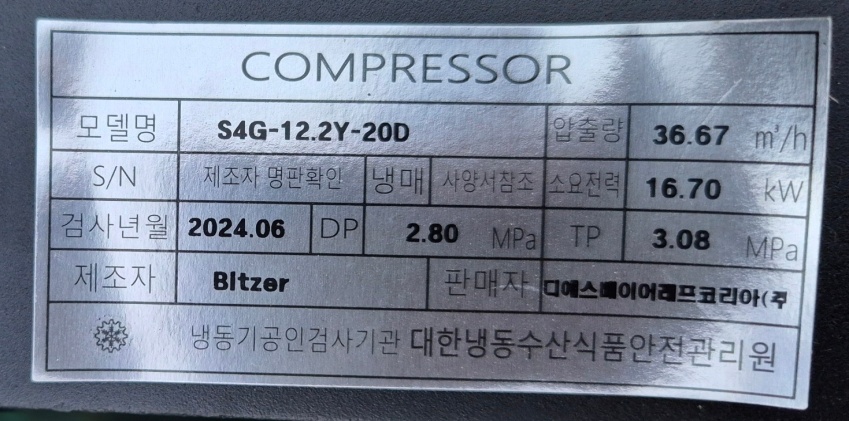 COMPRESSOR
모델명 S4G-12.2Y-20D 압출량 36.67 m³/h
S/N 제조자 명판확인 냉매 사양서참조 소요전력 16.70 kW
검사년월 2024.06 DP 2.80 MPa TP 3.08 MPa
제조자 Bitzer 판매자 디에스베이어레프코리아(주
냉동기공인검사기관 대한냉동수산식품안전관리원